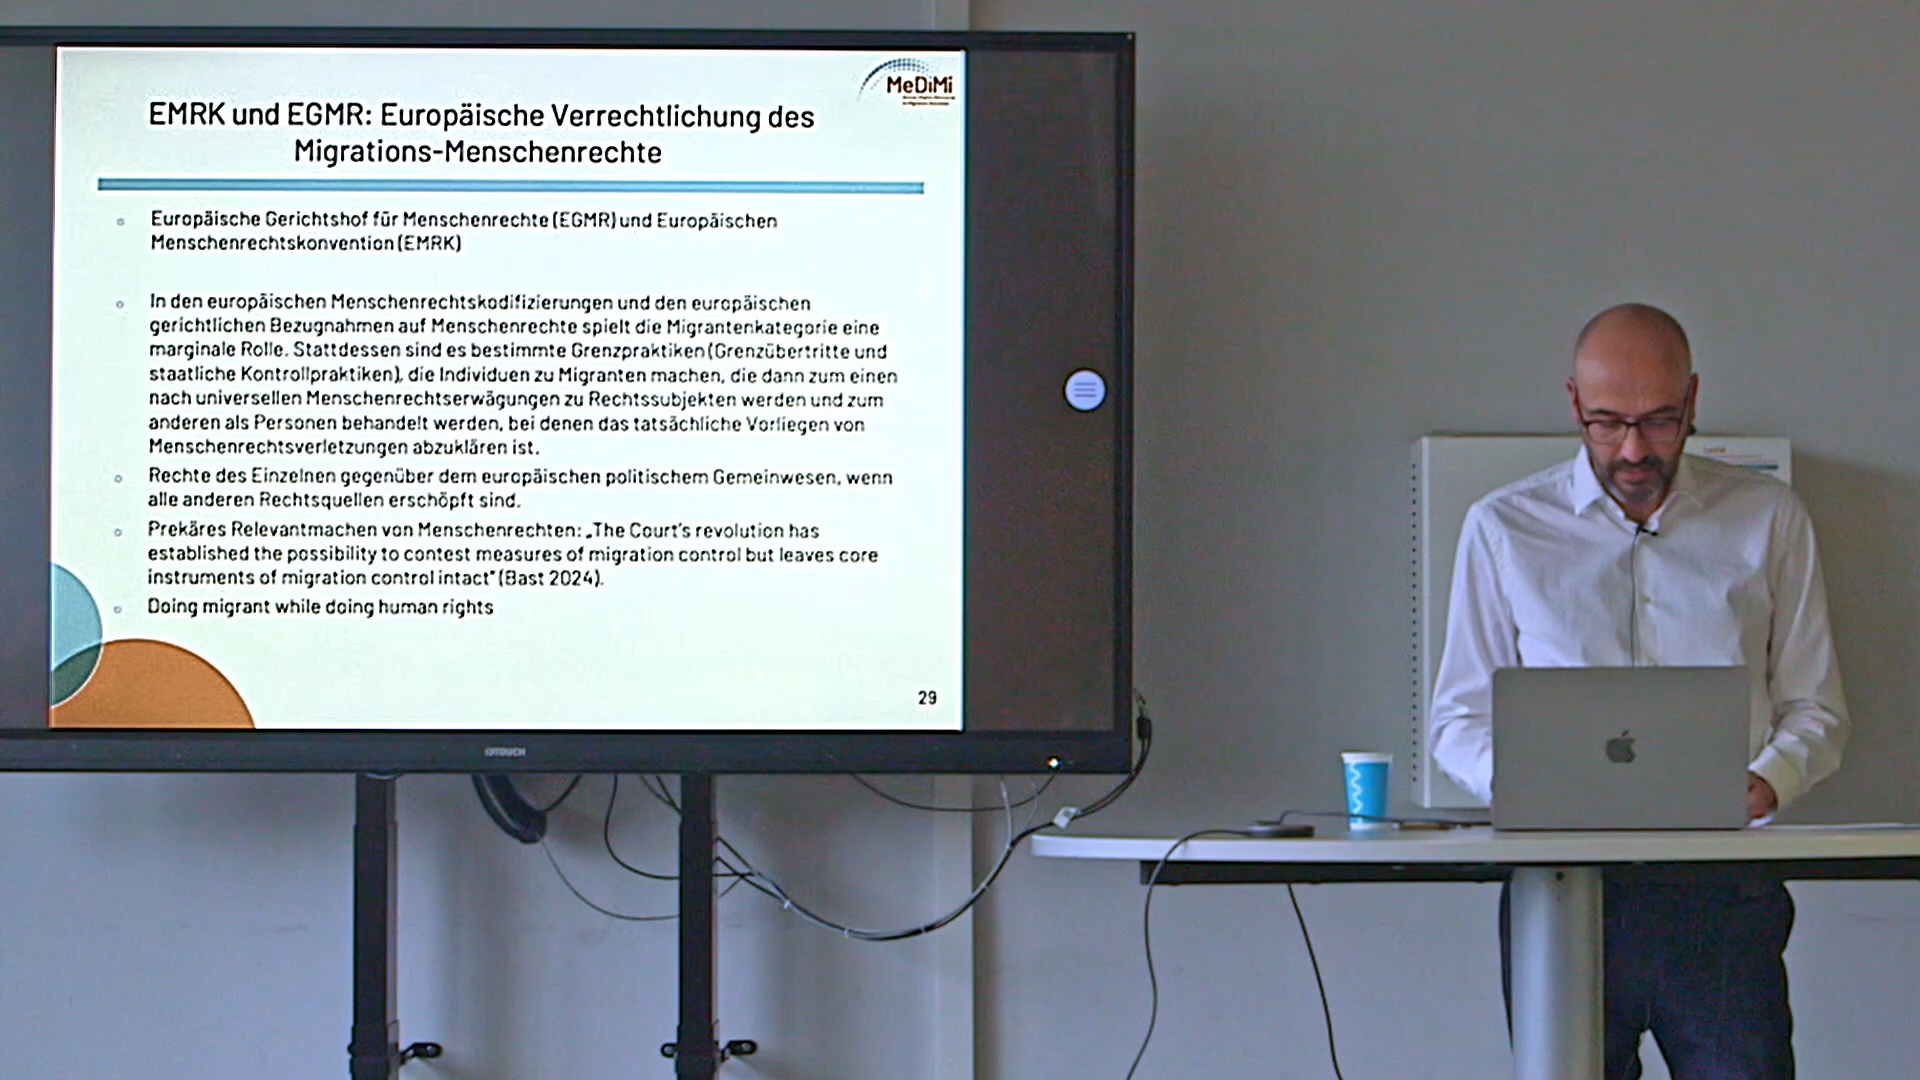 MeDiMi
EMRK und EGMR: Europäische Verrechtlichung des
Migrations-Menschenrechte
Europäische Gerichtshof für Menschenrechte (EGMR) und Europäischen
Menschenrechtskonvention (EMRK)
In den europäischen Menschenrechtskodifizierungen und den europäischen
gerichtlichen Bezugnahmen auf Menschenrechte spielt die Migrantenkategorie eine
marginale Rolle. Stattdessen sind es bestimmte Grenzpraktiken (Grenzübertritte und
staatliche Kontrollpraktiken), die Individuen zu Migranten machen, die dann zum einen
nach universellen Menschenrechtserwägungen zu Rechtssubjekten werden und zum
anderen als Personen behandelt werden, bei denen das tatsächliche Vorliegen von
Menschenrechtsverletzungen abzuklären ist.
Rechte des Einzelnen gegenüber dem europäischen politischem Gemeinwesen, wenn
alle anderen Rechtsquellen erschöpft sind.
Prekäres Relevantmachen von Menschenrechten: „The Court's revolution has
established the possibility to contest measures of migration control but leaves core
instruments of migration control intact" (Bast 2024).
Doing migrant while doing human rights
29